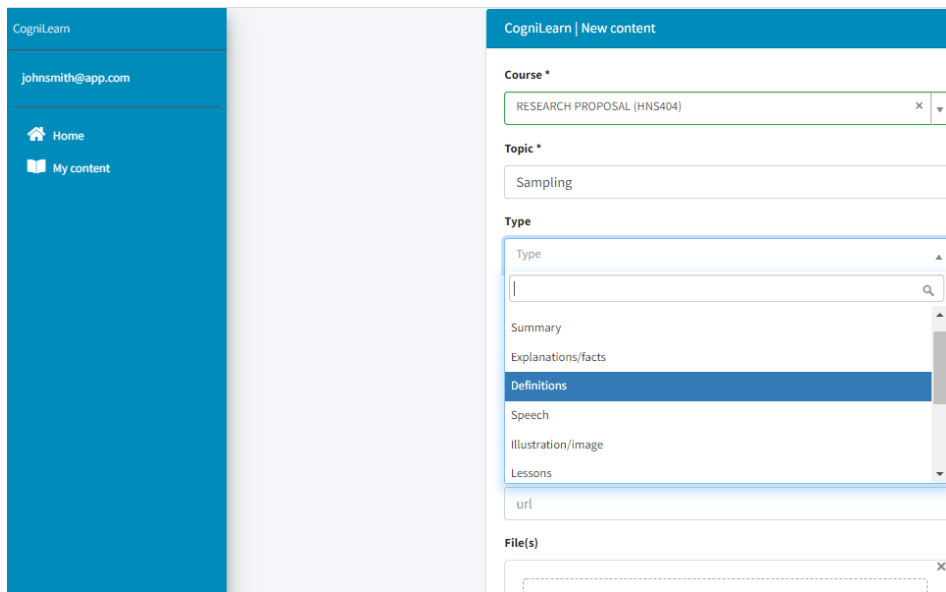 CogniLearn
johnsmith@app.com
Home
My content
CogniLearn | New content
Course *
RESEARCH PROPOSAL (HNS404)
Topic *
Sampling
Type
Type
Summary
Explanations/facts
Definitions
Speech
Illustration/image
Lessons
url
File(s)